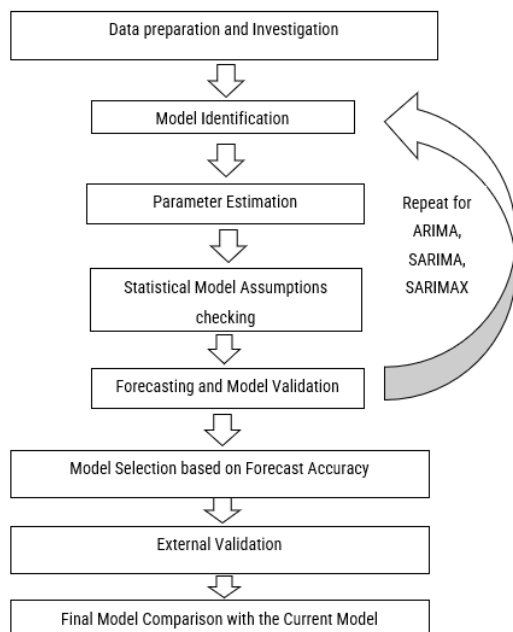 Data preparation and Investigation
Model Identification
Parameter Estimation
Repeat for
ARIMA,
SARIMA,
SARIMAX
Statistical Model Assumptions
checking
Forecasting and Model Validation
Model Selection based on Forecast Accuracy
External Validation
Final Model Comparison with the Current Model